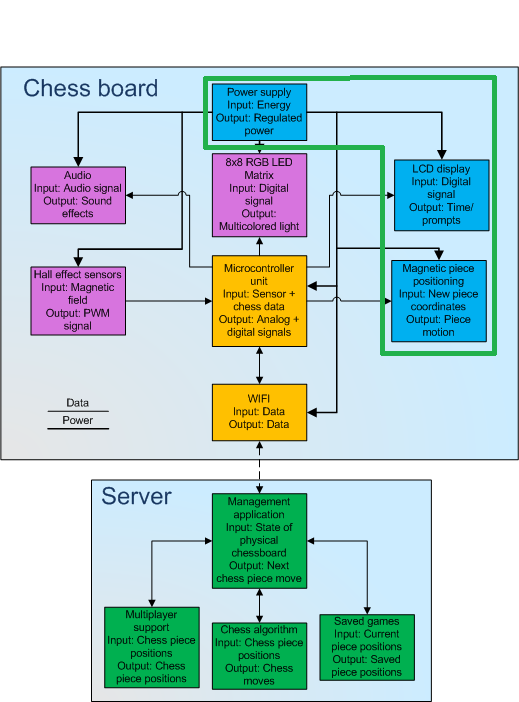 Chess board
Power supply
Input: Energy
Output: Regulated
power
Audio
Input: Audio signal
Output: Sound
effects
8x8 RGB LED
Matrix
Input: Digital
signal
Output:
Multicolored light
LCD display
Input: Digital
signal
Output: Time/
prompts
Hall effect sensors
Input: Magnetic
field
Output: PWM
signal
Microcontroller
unit
Input: Sensor +
chess data
Output: Analog +
digital signals
Magnetic piece
positioning
Input: New piece
coordinates
Output: Piece
motion
WIFI
Input: Data
Output: Data
Data
Power
Server
Management
application
Input: State of
physical
chessboard
Output: Next
chess piece move
Multiplayer
support
Input: Chess piece
positions
Output: Chess
piece positions
Chess algorithm
Input: Chess piece
positions
Output: Chess
moves
Saved games
Input: Current
piece positions
Output: Saved
piece positions